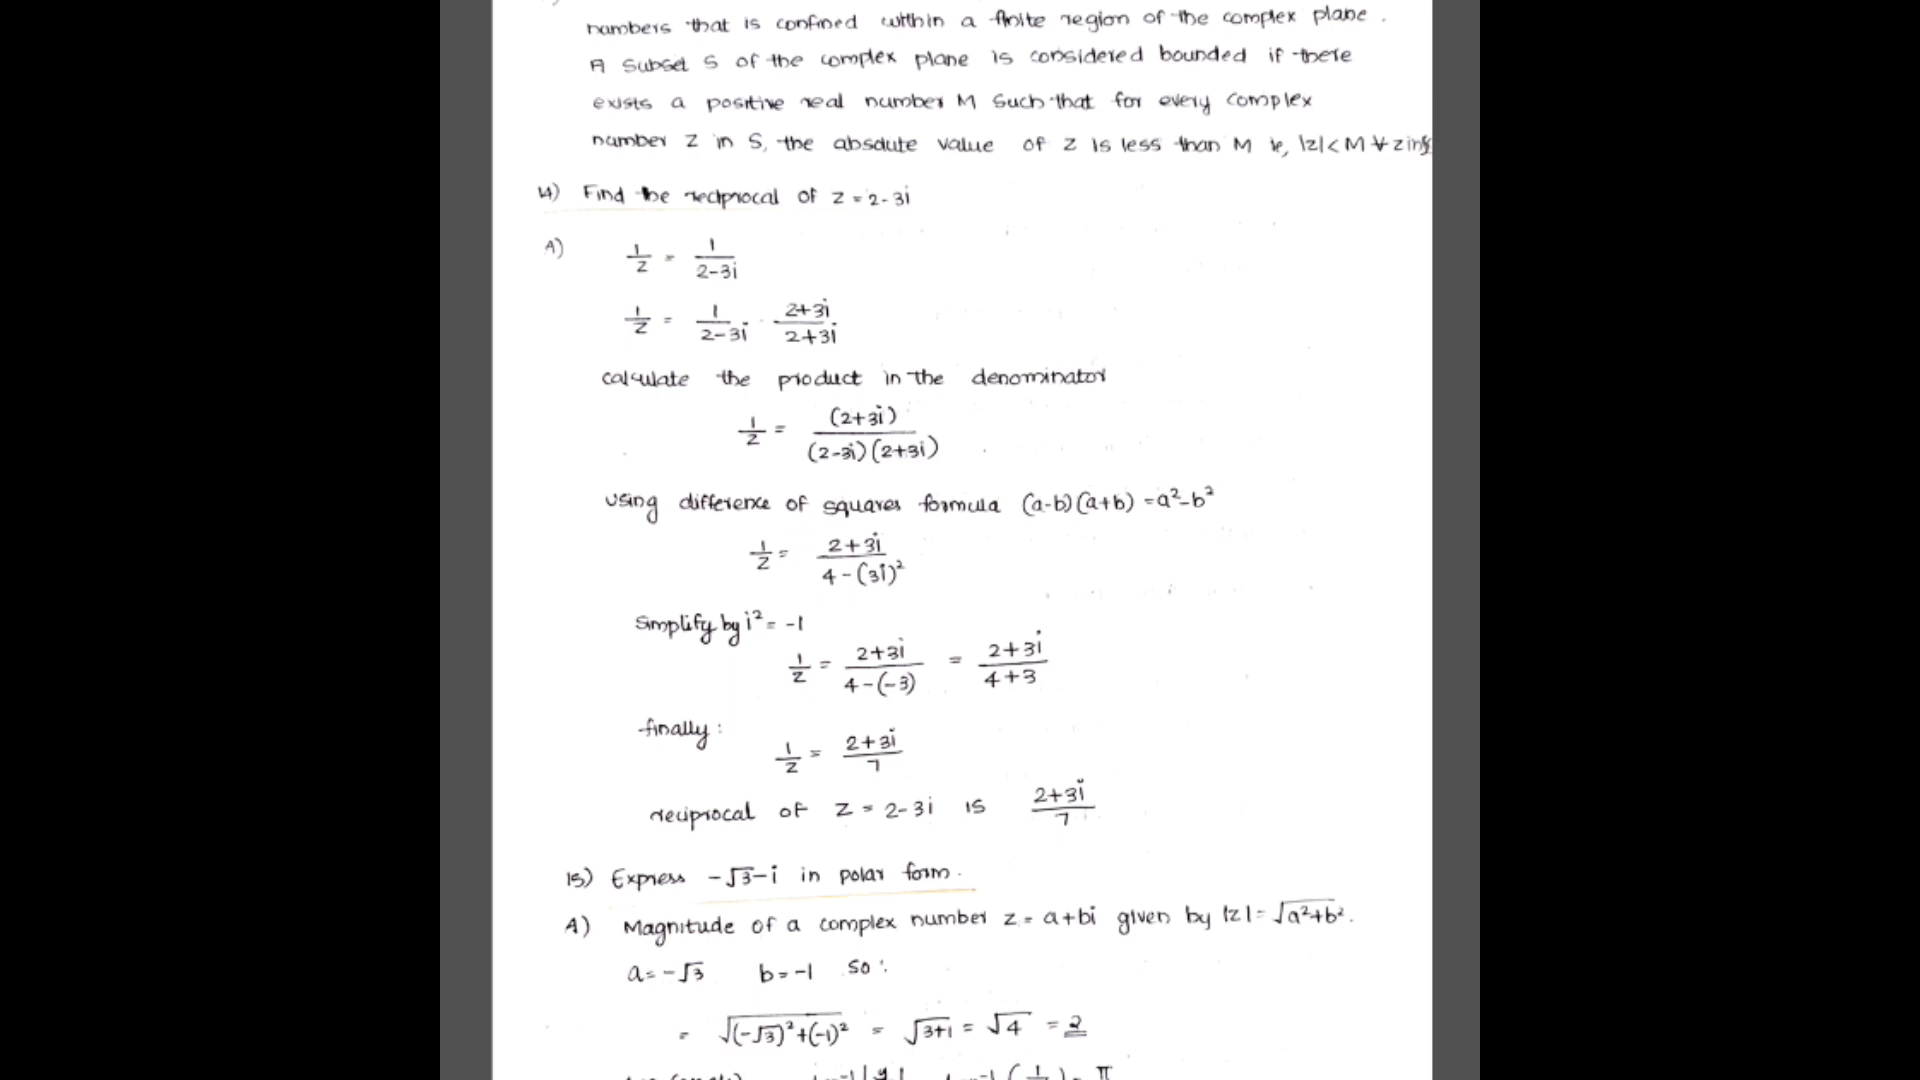 numbers that is confined within a finite region of the complex plane.
A subset S of the complex plane is considered bounded if there
exists a positive real number M such that for every complex
number z in S, the absolute value of z is less than M ie, |z|<M ∀ z in S
14) Find the reciprocal of z = 2-3i
A) 1/z = 1/(2-3i)
1/z = 1/(2-3i) · (2+3i)/(2+3i)
calculate the product in the denominator
1/z = (2+3i)/((2-3i)(2+3i))
using difference of squares formula (a-b)(a+b) = a²-b²
1/z = (2+3i)/(4-(3i)²)
Simplify by i² = -1
1/z = (2+3i)/(4-(-3)) = (2+3i)/(4+3)
finally:
1/z = (2+3i)/7
reciprocal of z = 2-3i is (2+3i)/7
15) Express -√3-i in polar form.
A) Magnitude of a complex number z = a+bi given by |z| = √(a²+b²).
a = -√3 b = -1 so:
= √((-√3)²+(-1)²) = √(3+1) = √4 = 2